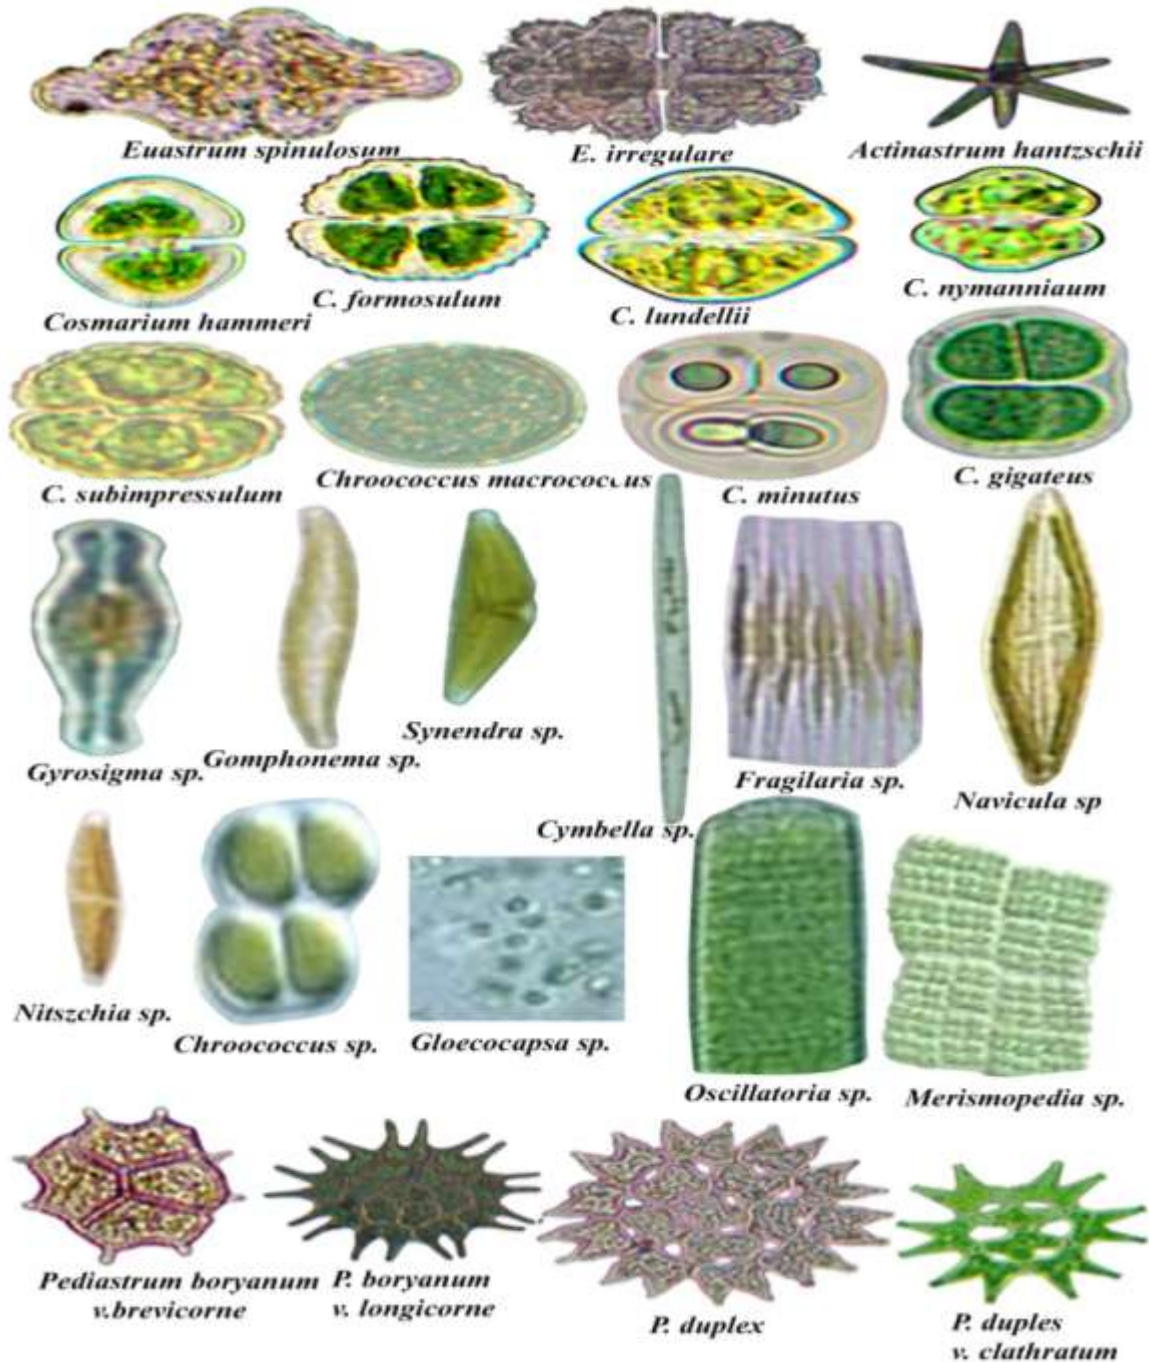 Euastrum spinulosum
E. irregulare
Actinastrum hantzschii
Cosmarium hammeri
C. formosulum
C. lundellii
C. nymanniaum
C. subimpressulum
Chroococcus macrococcus
C. minutus
C. gigateus
Gyrosigma sp.
Gomphonema sp.
Synendra sp.
Cymbella sp.
Fragilaria sp.
Navicula sp
Nitszchia sp.
Chroococcus sp.
Gloecocapsa sp.
Oscillatoria sp.
Merismopedia sp.
Pediastrum boryanum
v.brevicorne
P. boryanum
v. longicorne
P. duplex
P. duples
v. clathratum